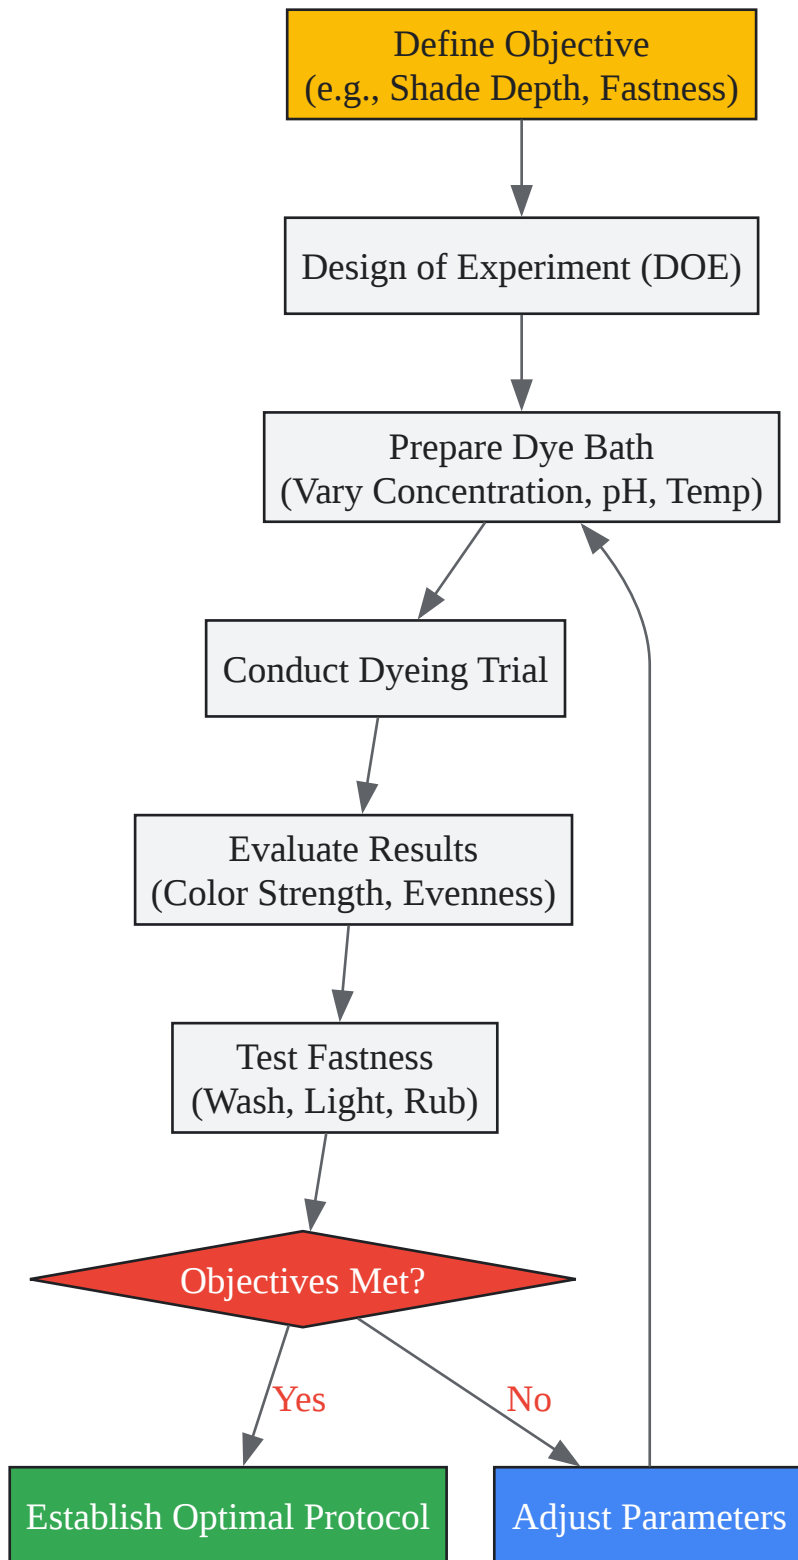 Define Objective
(e.g., Shade Depth, Fastness)
Design of Experiment (DOE)
Prepare Dye Bath
(Vary Concentration, pH, Temp)
Conduct Dyeing Trial
Evaluate Results
(Color Strength, Evenness)
Test Fastness
(Wash, Light, Rub)
Objectives Met?
Yes
No
Establish Optimal Protocol
Adjust Parameters